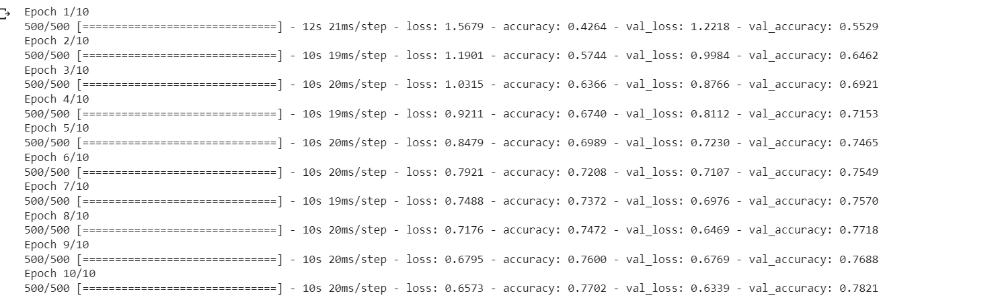 Epoch 1/10
500/500 [==============================] - 12s 21ms/step - loss: 1.5679 - accuracy: 0.4264 - val_loss: 1.2218 - val_accuracy: 0.5529
Epoch 2/10
500/500 [==============================] - 10s 19ms/step - loss: 1.1901 - accuracy: 0.5744 - val_loss: 0.9984 - val_accuracy: 0.6462
Epoch 3/10
500/500 [==============================] - 10s 20ms/step - loss: 1.0315 - accuracy: 0.6366 - val_loss: 0.8766 - val_accuracy: 0.6921
Epoch 4/10
500/500 [==============================] - 10s 19ms/step - loss: 0.9211 - accuracy: 0.6740 - val_loss: 0.8112 - val_accuracy: 0.7153
Epoch 5/10
500/500 [==============================] - 10s 20ms/step - loss: 0.8479 - accuracy: 0.6989 - val_loss: 0.7230 - val_accuracy: 0.7465
Epoch 6/10
500/500 [==============================] - 10s 20ms/step - loss: 0.7921 - accuracy: 0.7208 - val_loss: 0.7107 - val_accuracy: 0.7549
Epoch 7/10
500/500 [==============================] - 10s 19ms/step - loss: 0.7488 - accuracy: 0.7372 - val_loss: 0.6976 - val_accuracy: 0.7570
Epoch 8/10
500/500 [==============================] - 10s 20ms/step - loss: 0.7176 - accuracy: 0.7472 - val_loss: 0.6469 - val_accuracy: 0.7718
Epoch 9/10
500/500 [==============================] - 10s 20ms/step - loss: 0.6795 - accuracy: 0.7600 - val_loss: 0.6769 - val_accuracy: 0.7688
Epoch 10/10
500/500 [==============================] - 10s 20ms/step - loss: 0.6573 - accuracy: 0.7702 - val_loss: 0.6339 - val_accuracy: 0.7821